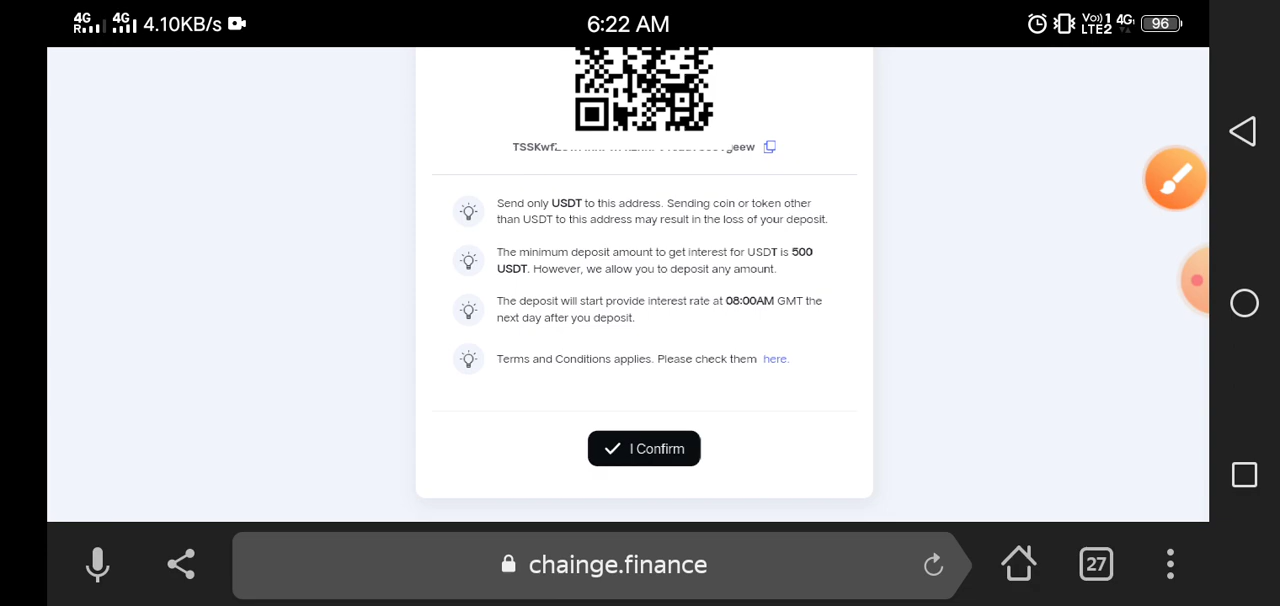 4G 4G 4.10KB/s 6:22 AM Vo)) 1 4G
R LTE2 96
Send only USDT to this address. Sending coin or token other
than USDT to this address may result in the loss of your deposit.
The minimum deposit amount to get interest for USDT is 500
USDT. However, we allow you to deposit any amount.
The deposit will start provide interest rate at 08:00AM GMT the
next day after you deposit.
Terms and Conditions applies. Please check them here.
I Confirm
chainge.finance 27